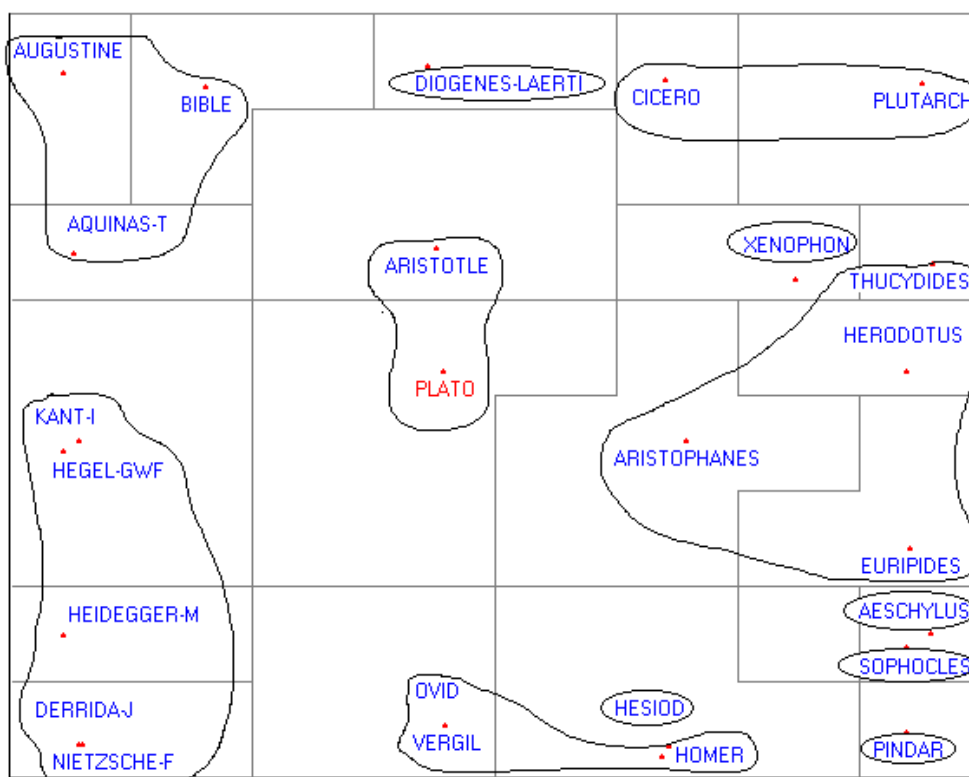 AUGUSTINE
BIBLE
DIOGENES-LAERTI
CICERO
PLUTARCH
AQUINAS-T
XENOPHON
ARISTOTLE
THUCYDIDES
HERODOTUS
PLATO
KANT-I
HEGEL-GWF
ARISTOPHANES
EURIPIDES
HEIDEGGER-M
AESCHYLUS
SOPHOCLES
OVID
HESIOD
DERRIDA-J
VERGIL
HOMER
PINDAR
NIETZSCHE-F